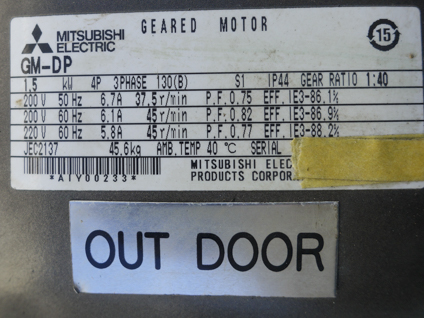 GEARED MOTOR
MITSUBISHI
ELECTRIC
15
GM-DP
1.5 kW 4P 3PHASE 130(B) S1 IP44 GEAR RATIO 1:40
200 V 50 Hz 6.7A 37.5r/min P.F. 0.75 EFF. IE3-86.1%
200 V 60 Hz 6.1A 45r/min P.F. 0.82 EFF. IE3-86.9%
220 V 60 Hz 5.8A 45r/min P.F. 0.77 EFF. IE3-88.2%
JEC2137 45.6kg AMB.TEMP 40 °C SERIAL
MITSUBISHI ELEC
*A1Y00233* PRODUCTS CORPOR
OUT DOOR